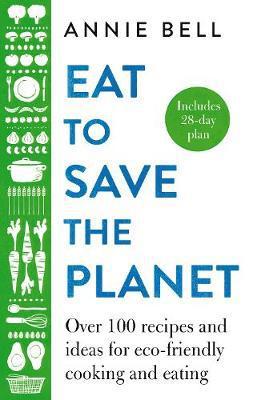 ANNIE BELL
EAT
TO
SAVE
THE
PLANET
Includes
28-day
plan
Over 100 recipes and
ideas for eco-friendly
cooking and eating